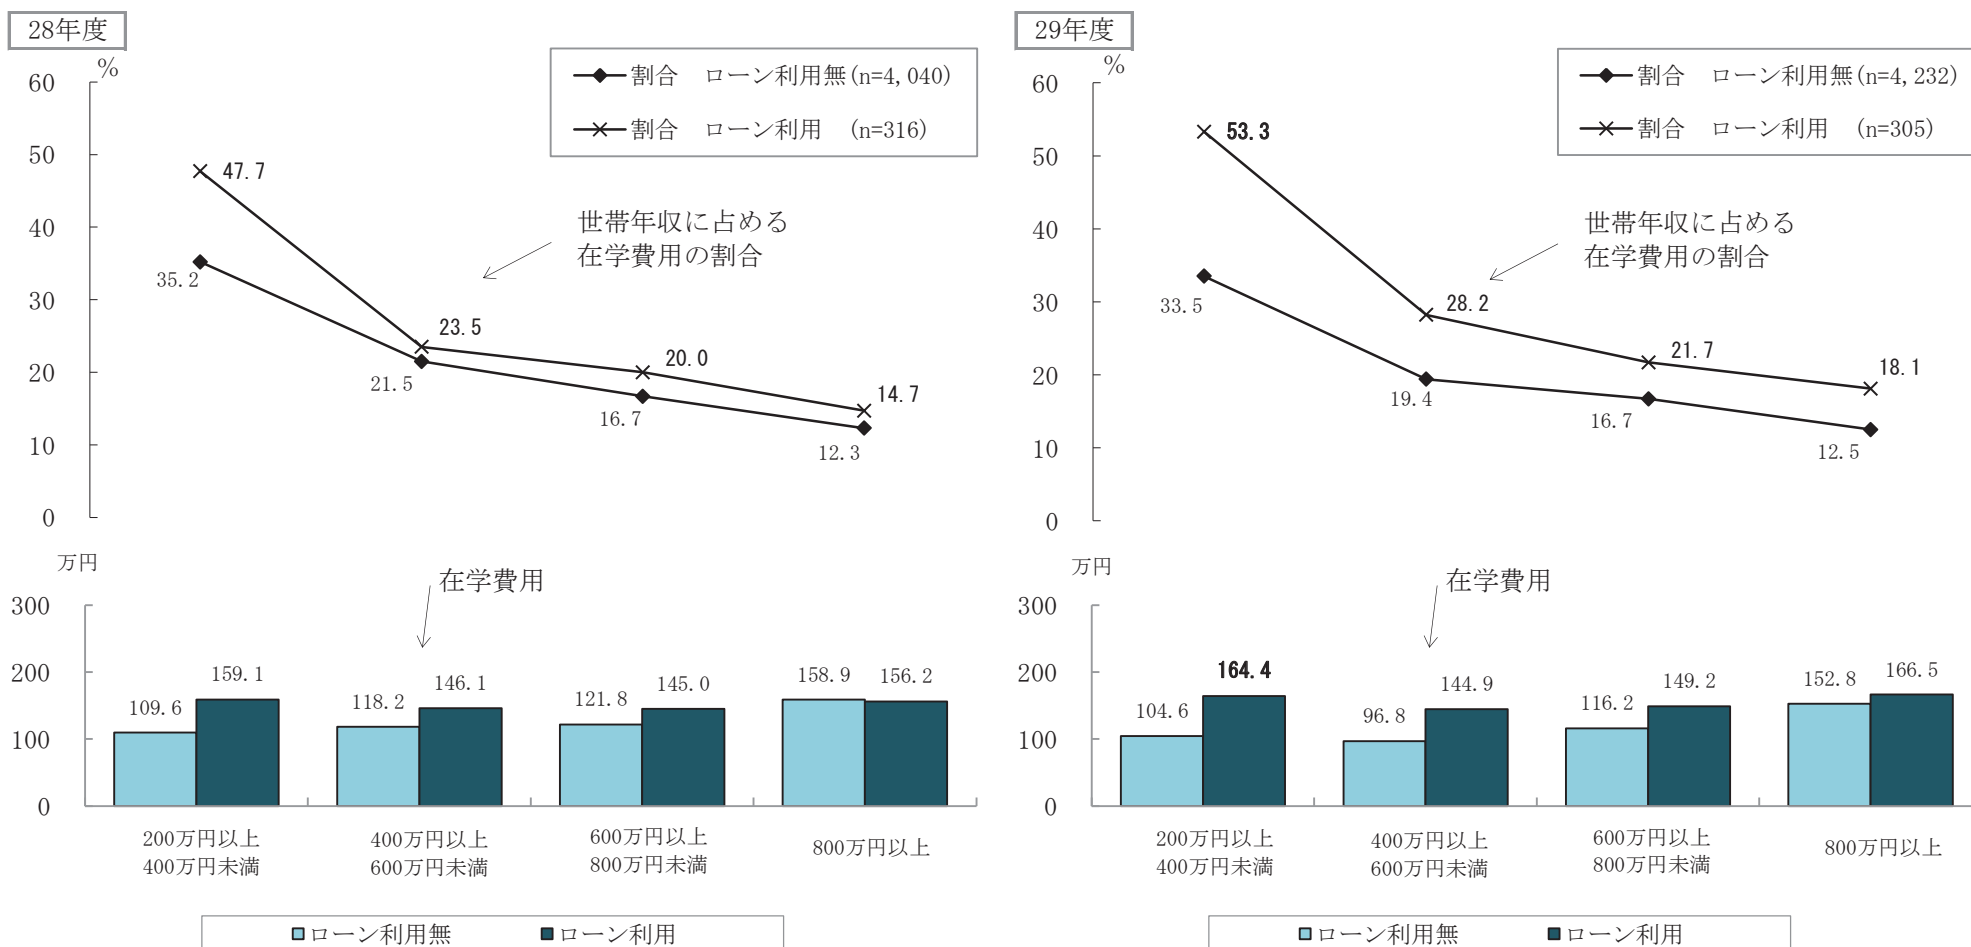 28年度
%
割合　ローン利用無(n=4,040)
割合　ローン利用　(n=316)
60
50
40
30
20
10
0
47.7
23.5
20.0
14.7
35.2
21.5
16.7
12.3
世帯年収に占める
在学費用の割合
万円
在学費用
300
200
100
0
109.6
159.1
118.2
146.1
121.8
145.0
158.9
156.2
200万円以上
400万円未満
400万円以上
600万円未満
600万円以上
800万円未満
800万円以上
ローン利用無
ローン利用
29年度
%
割合　ローン利用無(n=4,232)
割合　ローン利用　(n=305)
60
50
40
30
20
10
0
53.3
28.2
21.7
18.1
33.5
19.4
16.7
12.5
世帯年収に占める
在学費用の割合
万円
在学費用
300
200
100
0
104.6
164.4
96.8
144.9
116.2
149.2
152.8
166.5
200万円以上
400万円未満
400万円以上
600万円未満
600万円以上
800万円未満
800万円以上
ローン利用無
ローン利用